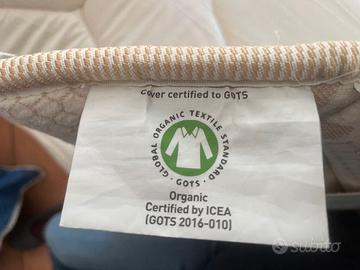 Cover certified to GOTS
GLOBAL ORGANIC TEXTILE STANDARD
· GOTS ·
Organic
Certified by ICEA
(GOTS 2016-010)
subito